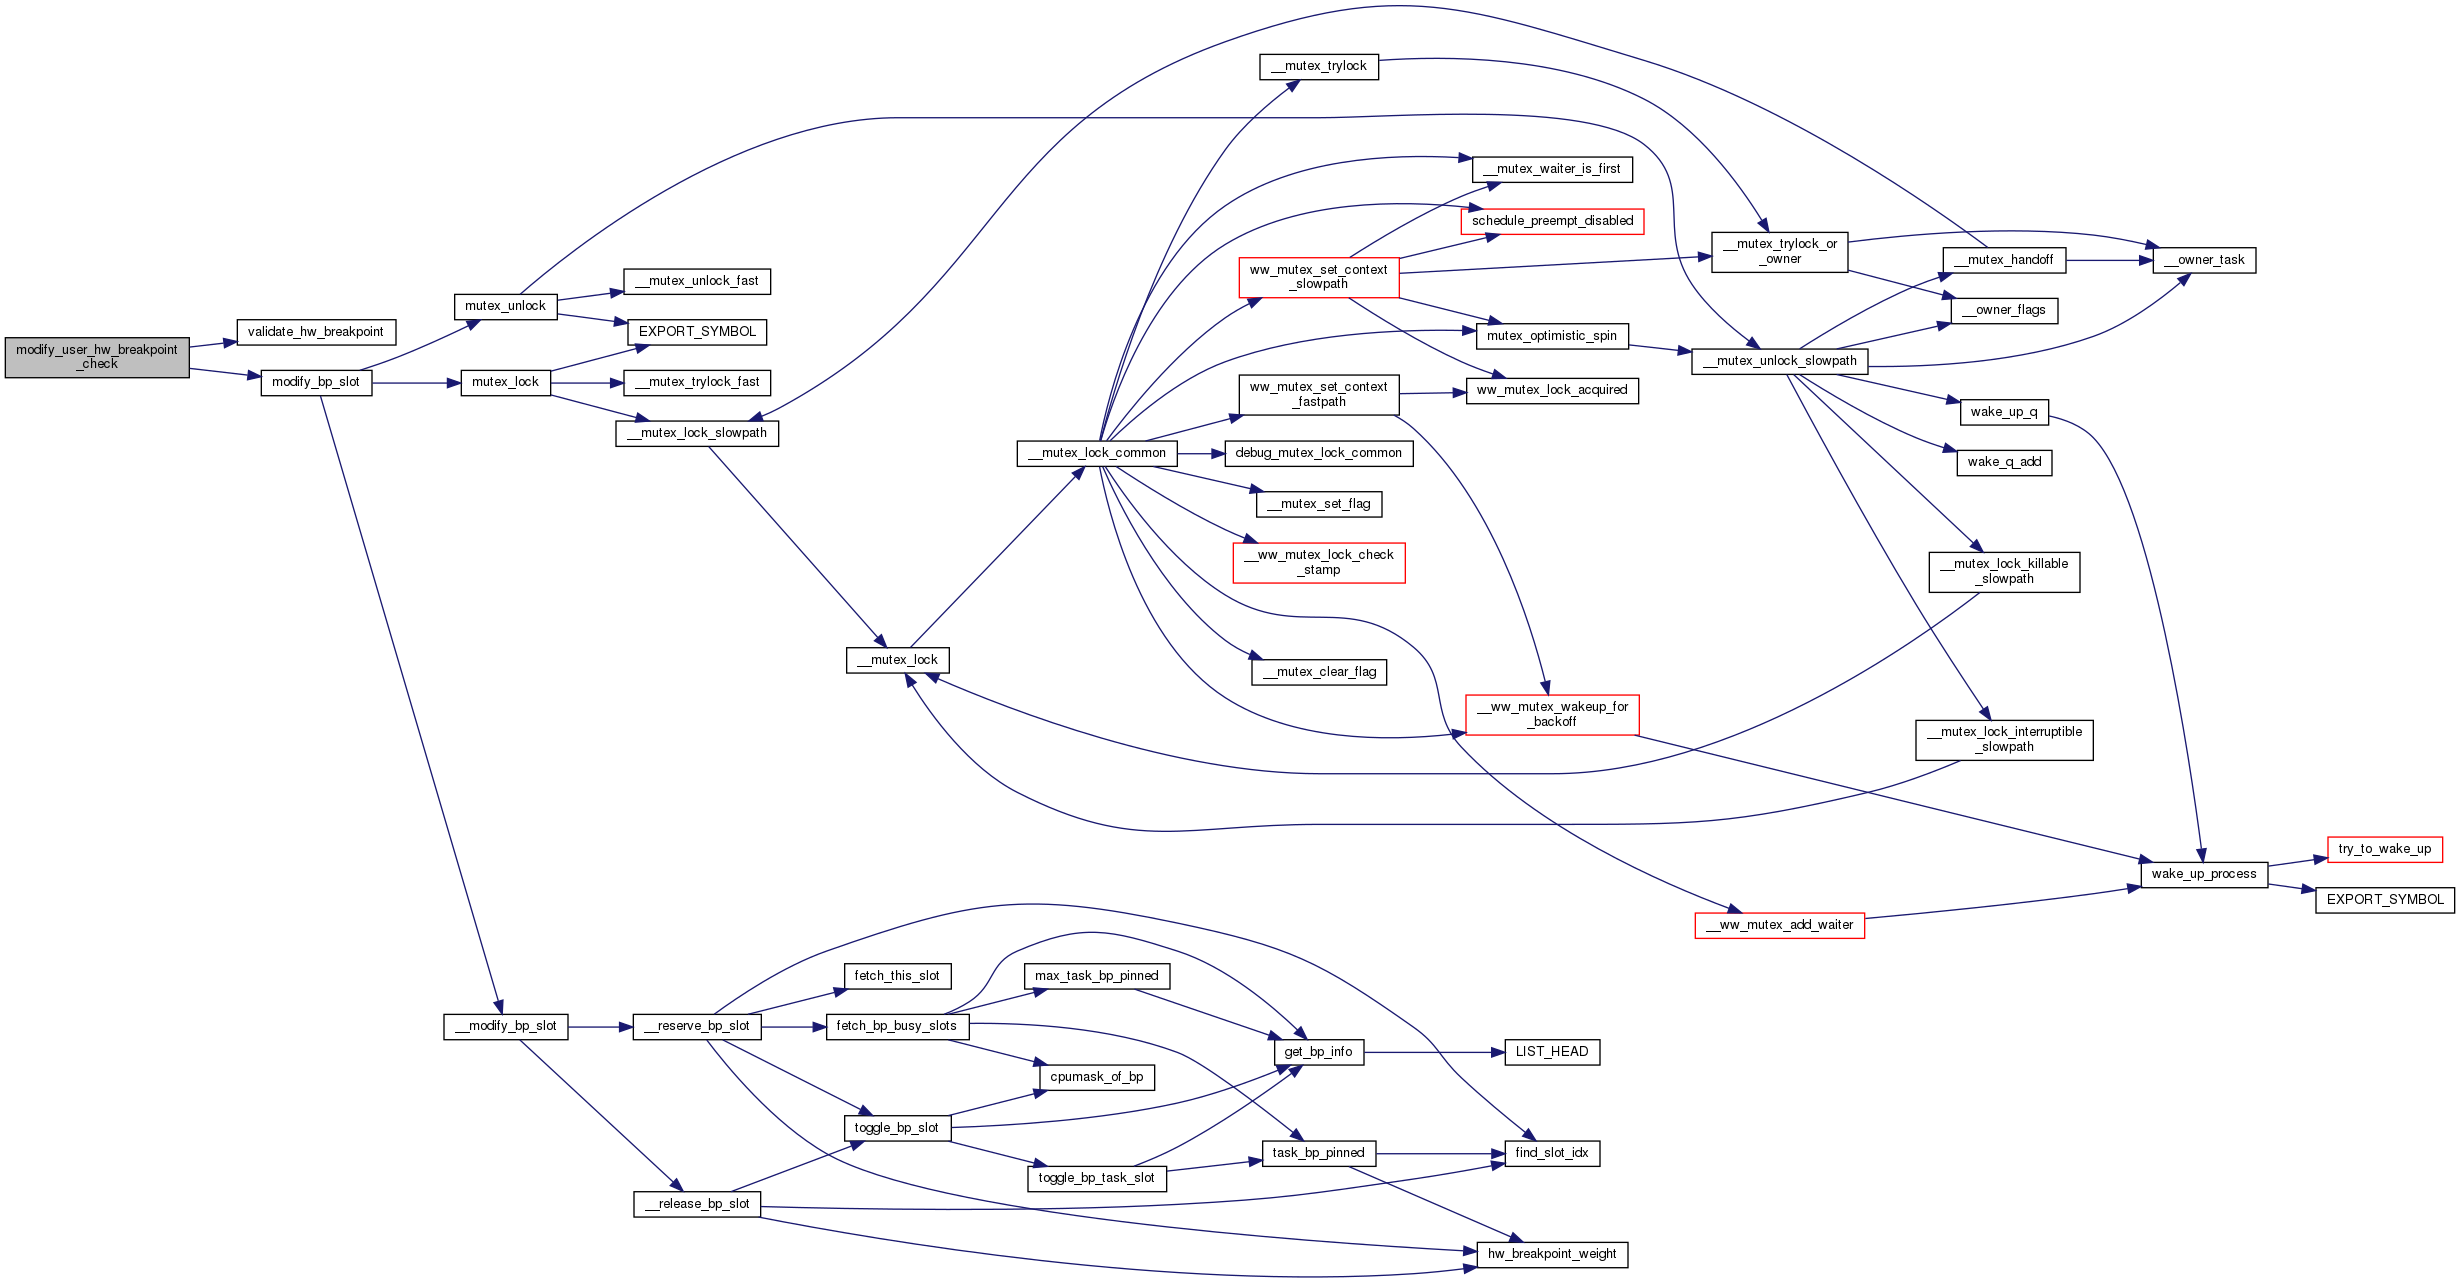 modify_user_hw_breakpoint
_check
validate_hw_breakpoint
modify_bp_slot
mutex_unlock
mutex_lock
__modify_bp_slot
__mutex_unlock_fast
EXPORT_SYMBOL
__mutex_trylock_fast
__mutex_lock_slowpath
__reserve_bp_slot
__release_bp_slot
__mutex_lock
fetch_this_slot
fetch_bp_busy_slots
toggle_bp_slot
__mutex_lock_common
max_task_bp_pinned
cpumask_of_bp
toggle_bp_task_slot
__mutex_trylock
ww_mutex_set_context
_slowpath
ww_mutex_set_context
_fastpath
debug_mutex_lock_common
__mutex_set_flag
__ww_mutex_lock_check
_stamp
__mutex_clear_flag
get_bp_info
task_bp_pinned
__mutex_waiter_is_first
schedule_preempt_disabled
mutex_optimistic_spin
ww_mutex_lock_acquired
__ww_mutex_wakeup_for
_backoff
LIST_HEAD
find_slot_idx
hw_breakpoint_weight
__mutex_trylock_or
_owner
__mutex_unlock_slowpath
__ww_mutex_add_waiter
__mutex_handoff
__owner_flags
wake_up_q
wake_q_add
__mutex_lock_killable
_slowpath
__mutex_lock_interruptible
_slowpath
__owner_task
wake_up_process
try_to_wake_up
EXPORT_SYMBOL